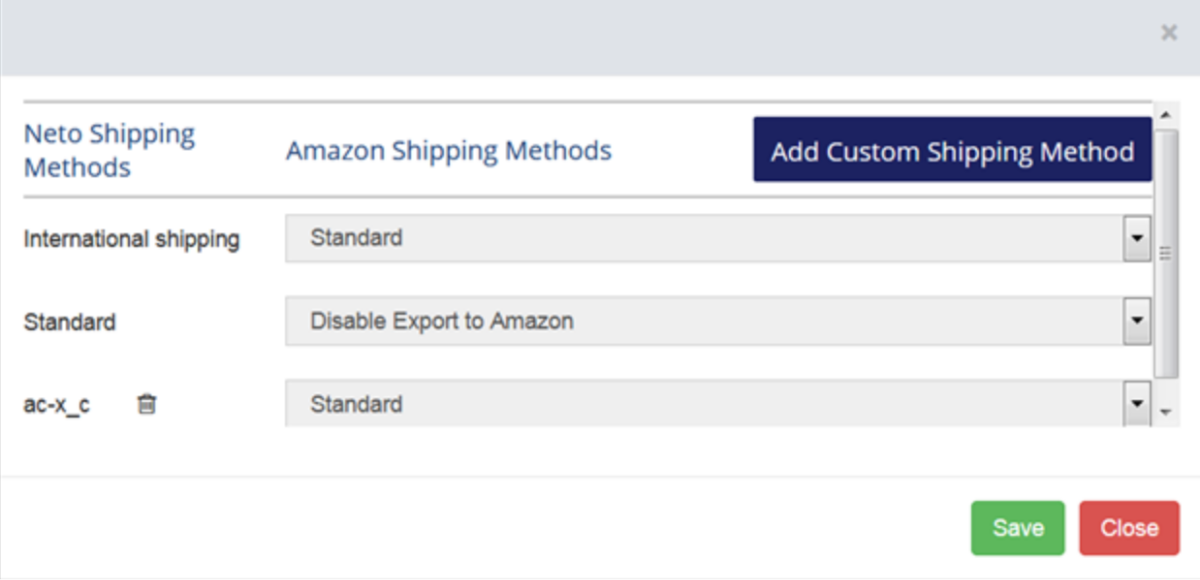 Neto Shipping
Methods
Amazon Shipping Methods
Add Custom Shipping Method
International shipping
Standard
Standard
Disable Export to Amazon
ac-x_c
Standard
Save
Close